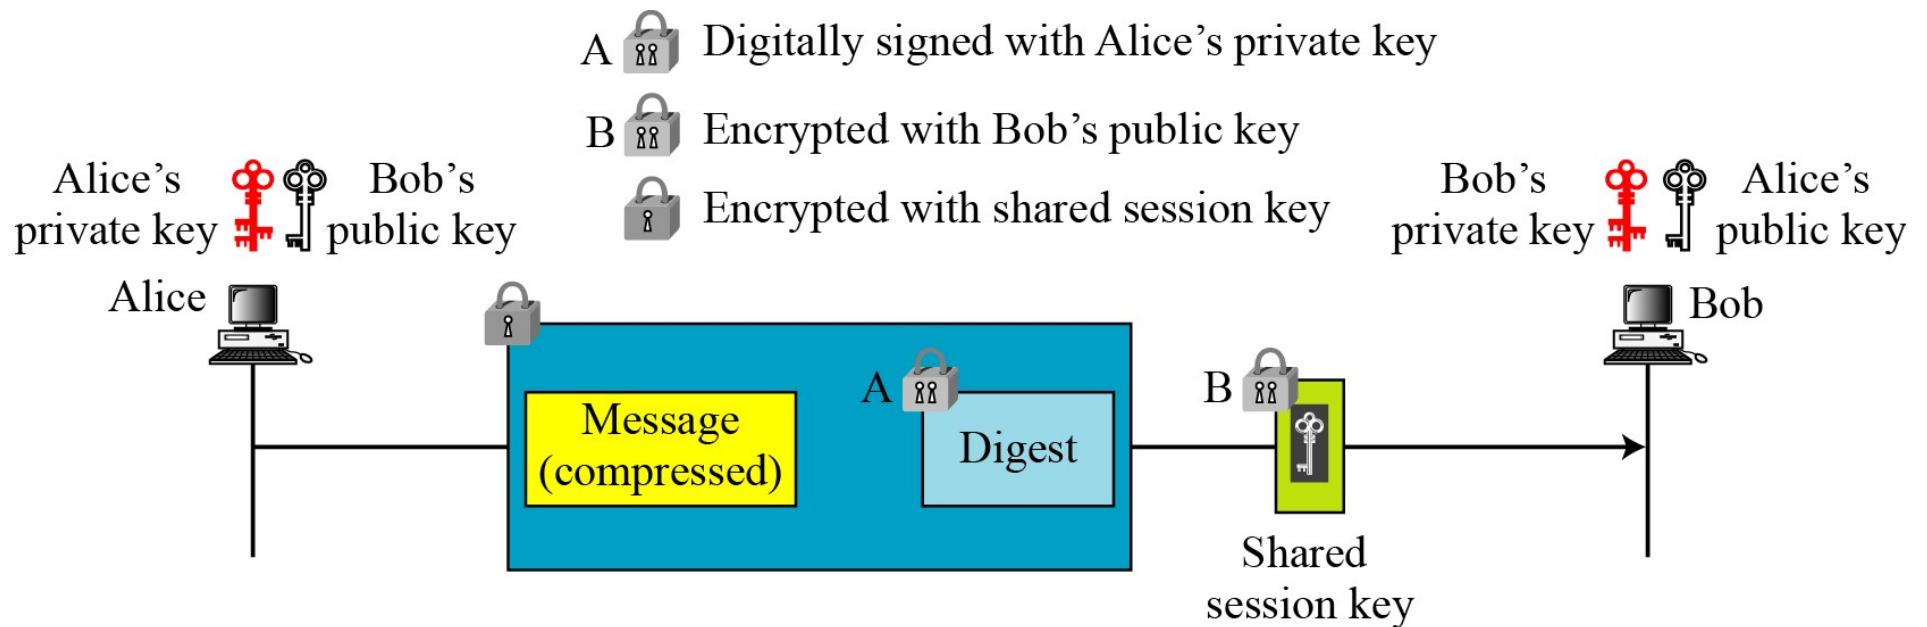 A Digitally signed with Alice’s private key
B Encrypted with Bob’s public key
Encrypted with shared session key
Alice’s
private key
Bob’s
public key
Bob’s
private key
Alice’s
public key
Alice
Bob
Message
(compressed)
A
Digest
B
Shared
session key